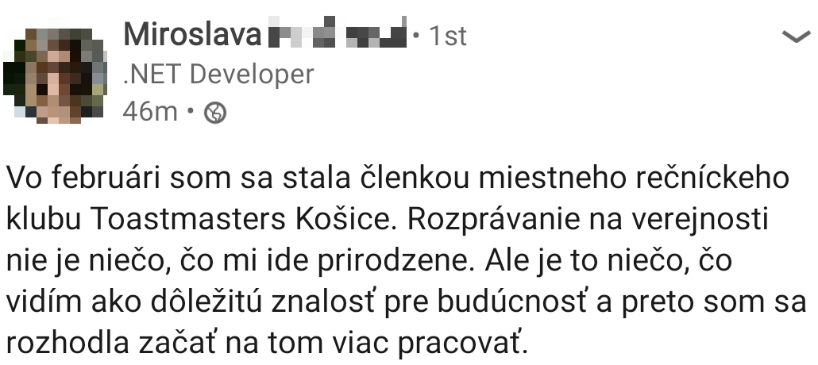 Miroslava • 1st
.NET Developer
46m •
Vo februári som sa stala členkou miestneho rečníckeho
klubu Toastmasters Košice. Rozprávanie na verejnosti
nie je niečo, čo mi ide prirodzene. Ale je to niečo, čo
vidím ako dôležitú znalosť pre budúcnosť a preto som sa
rozhodla začať na tom viac pracovať.